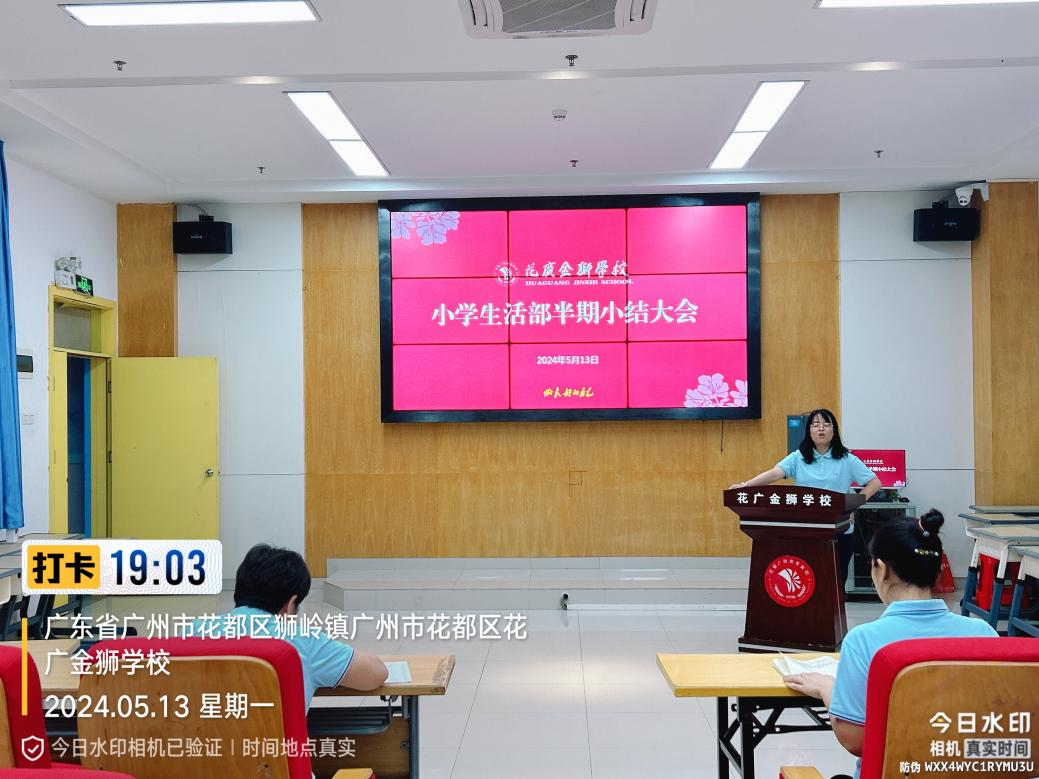 花廣金獅学校
HUAGUANG JINSHI SCHOOL
小学生活部半期小结大会
2024年5月13日
花广金狮学校
打卡 19:03
广东省广州市花都区狮岭镇广州市花都区花
广金狮学校
2024.05.13 星期一
今日水印相机已验证 | 时间地点真实
今日水印
相机 真实时间
防伪 WXX4WYC1RYMU3U